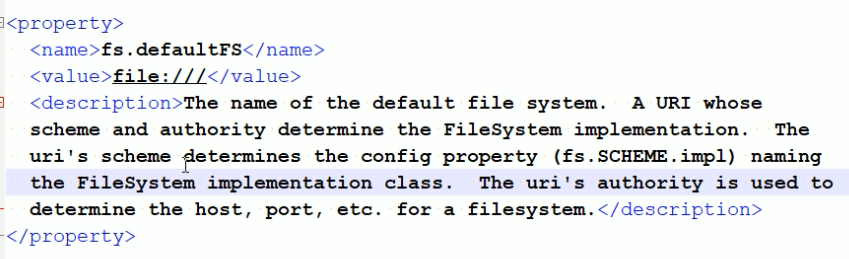 <property>
<name>fs.defaultFS</name>
<value>file:///</value>
<description>The name of the default file system.  A URI whose
scheme and authority determine the FileSystem implementation.  The
uri's scheme determines the config property (fs.SCHEME.impl) naming
the FileSystem implementation class.  The uri's authority is used to
determine the host, port, etc. for a filesystem.</description>
</property>